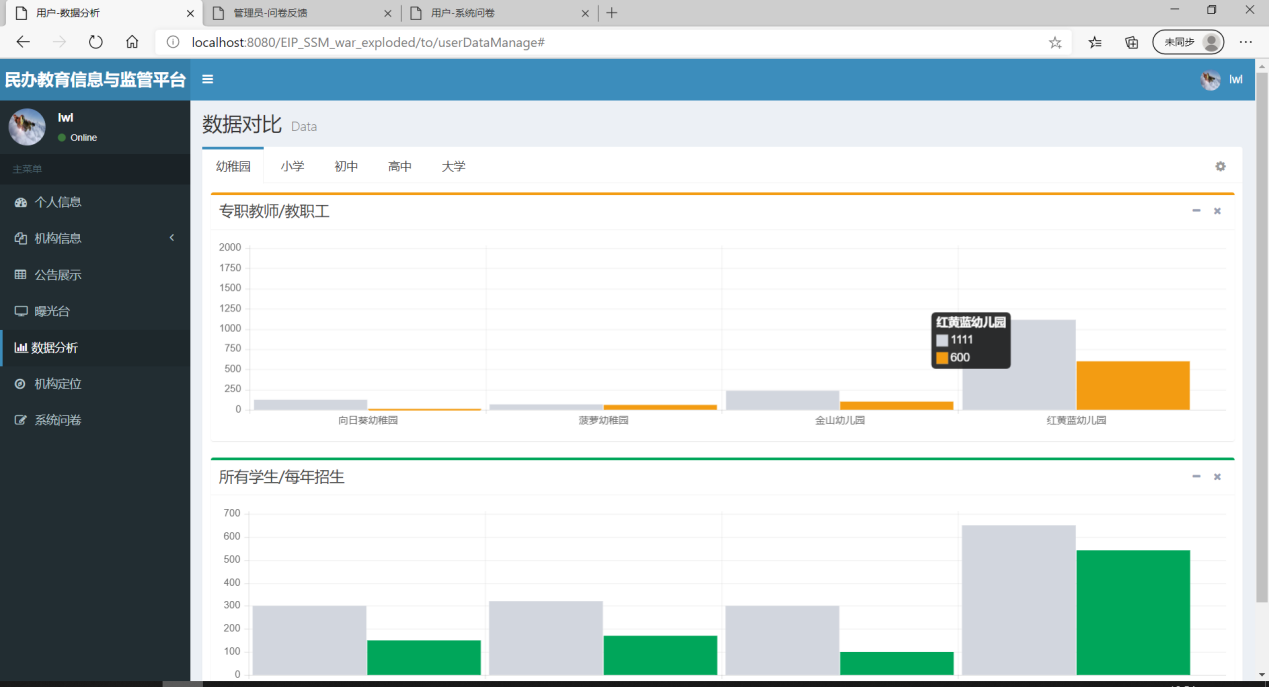 用户-数据分析
管理员-问卷反馈
用户-系统问卷
localhost:8080/EIP_SSM_war_exploded/to/userDataManage#
未同步
民办教育信息与监管平台
lwl
lwl
Online
主菜单
个人信息
机构信息
公告展示
曝光台
数据分析
机构定位
系统问卷
数据对比 Data
幼稚园 小学 初中 高中 大学
专职教师/教职工
2000
1750
1500
1250
1000
750
500
250
0
红黄蓝幼儿园
1111
600
向日葵幼稚园 菠萝幼稚园 金山幼儿园 红黄蓝幼儿园
所有学生/每年招生
700
600
500
400
300
200
100
0